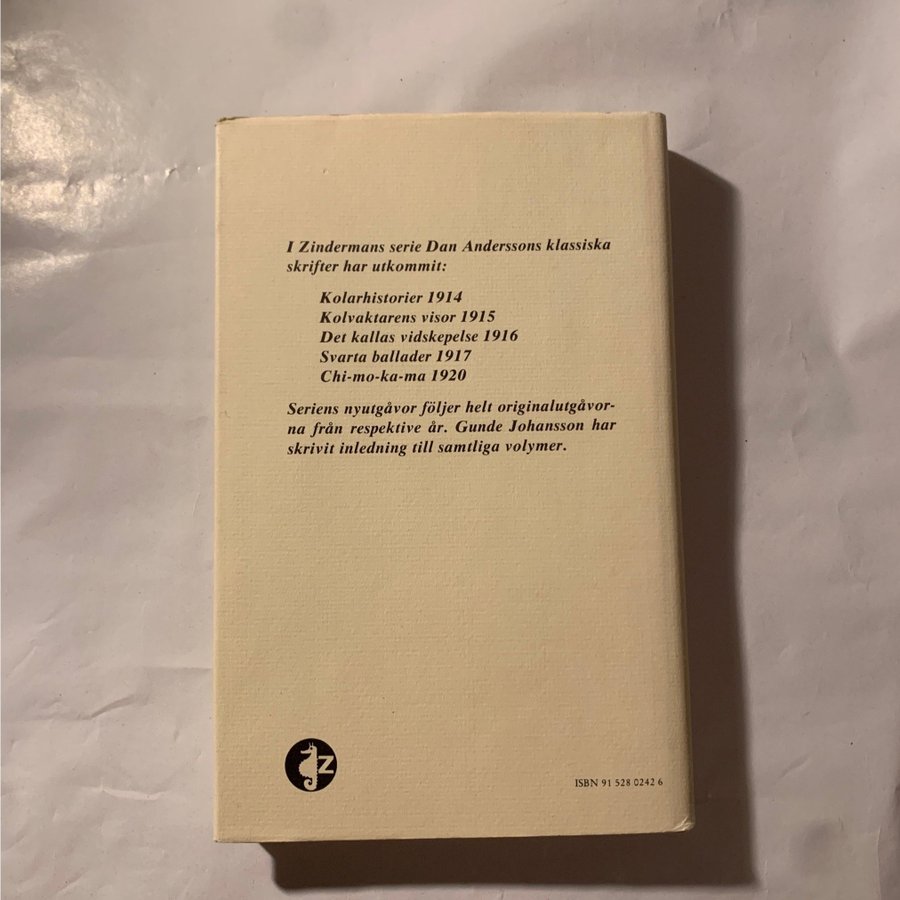 I Zindermans serie Dan Anderssons klassiska
skrifter har utkommit:
Kolarhistorier 1914
Kolvaktarens visor 1915
Det kallas vidskepelse 1916
Svarta ballader 1917
Chi-mo-ka-ma 1920
Seriens nyutgåvor följer helt originalutgåvor-
na från respektive år. Gunde Johansson har
skrivit inledning till samtliga volymer.
Z
ISBN 91 528 0242 6